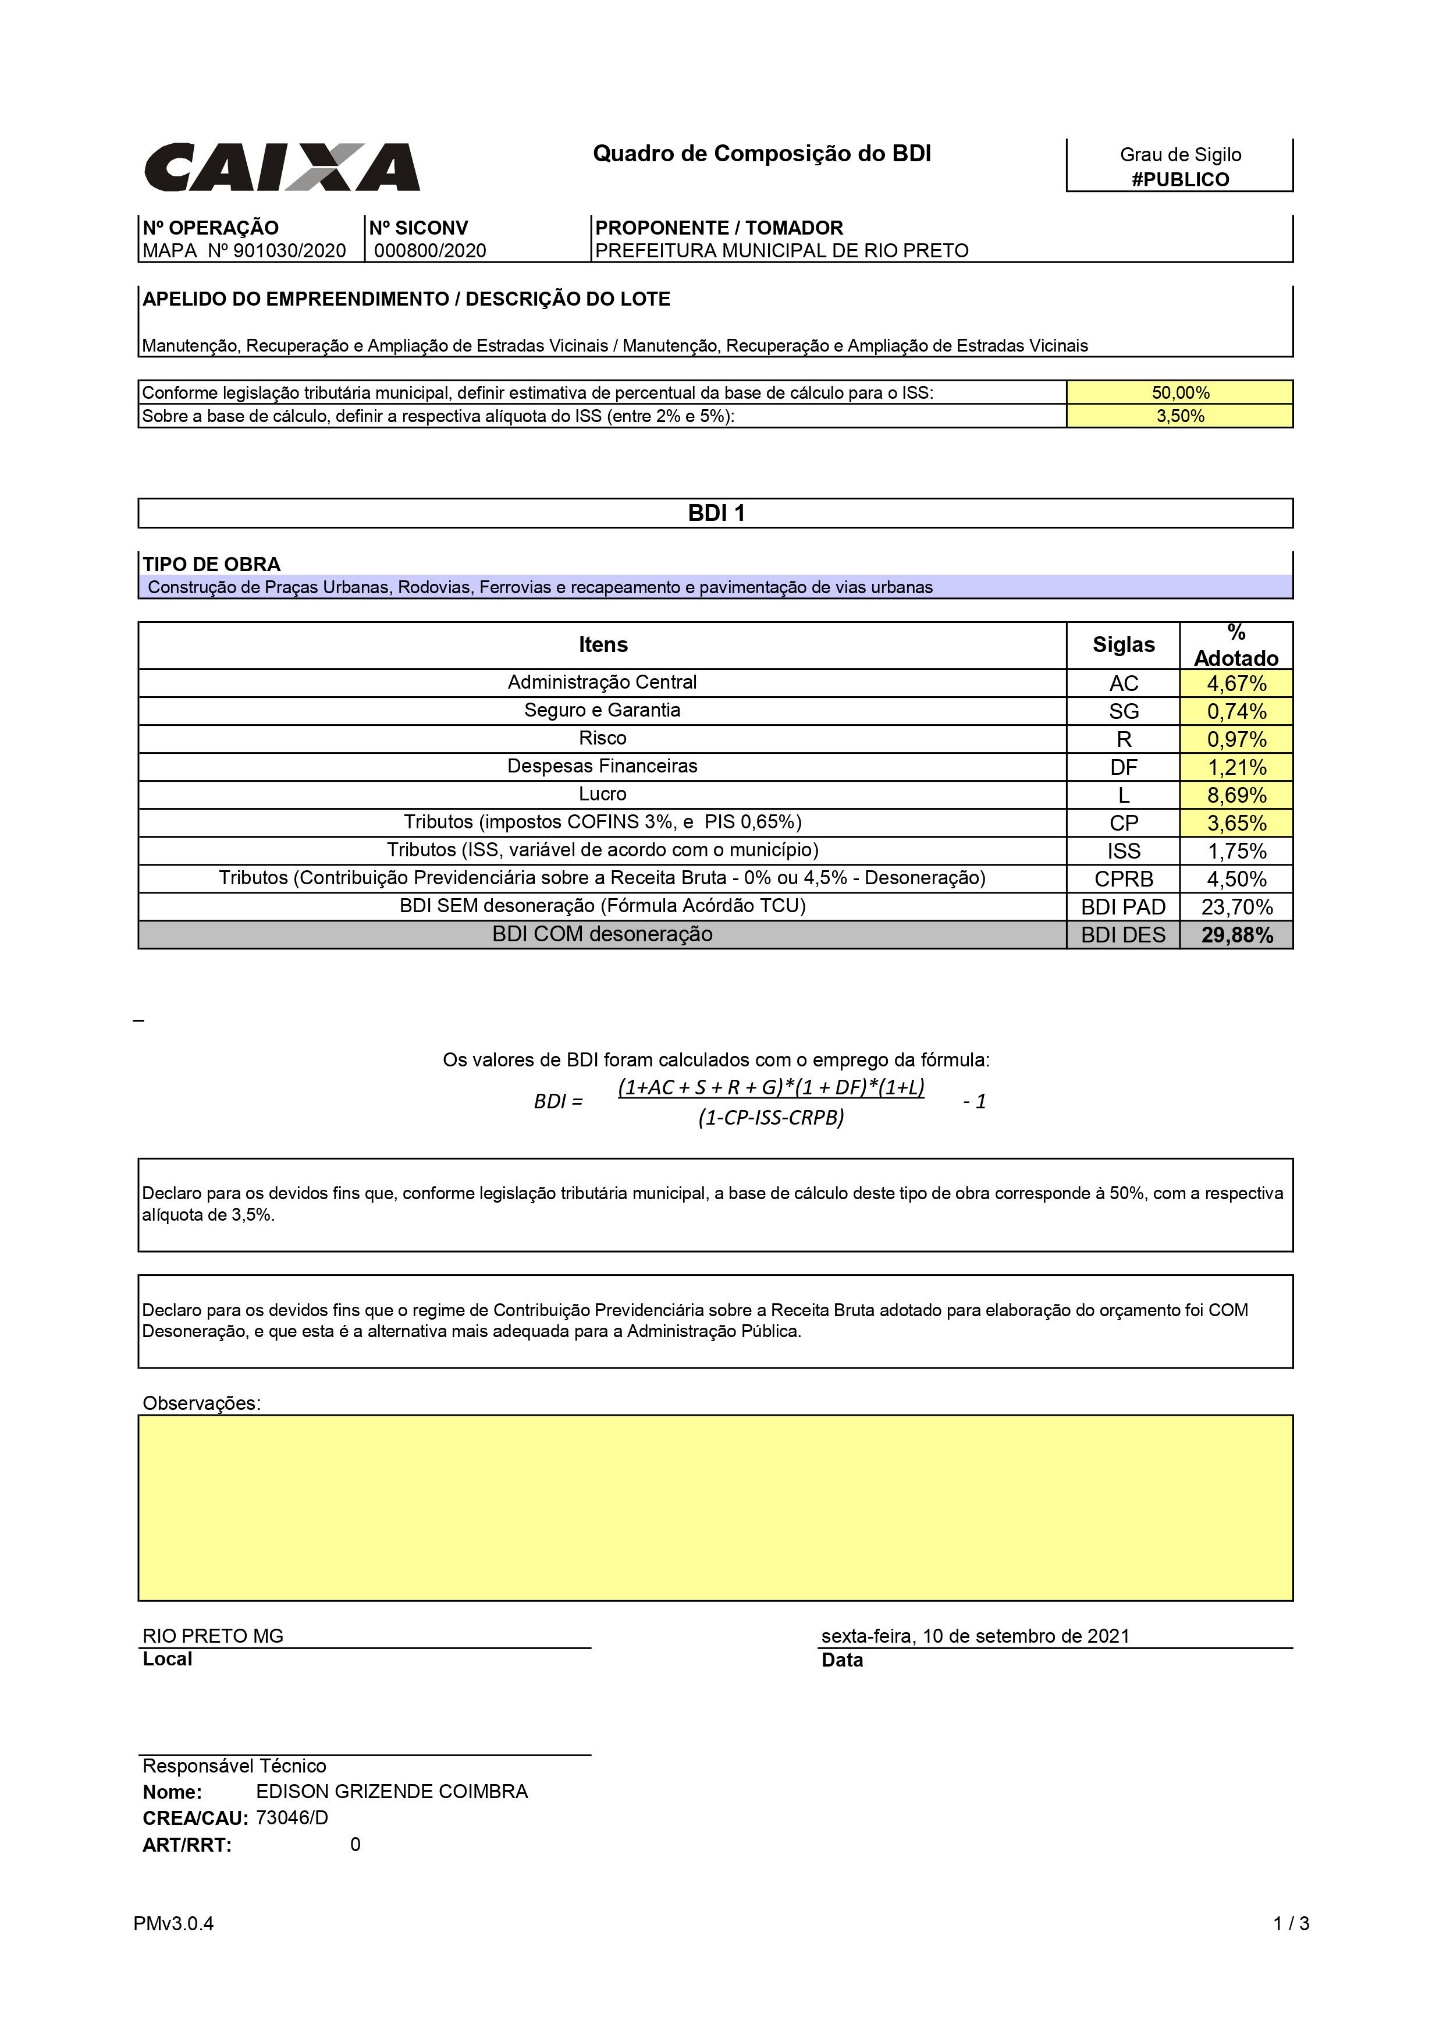 CAIXA
Quadro de Composição do BDI
Grau de Sigilo
#PUBLICO
Nº OPERAÇÃO Nº SICONV PROPONENTE / TOMADOR
MAPA Nº 901030/2020 000800/2020 PREFEITURA MUNICIPAL DE RIO PRETO
APELIDO DO EMPREENDIMENTO / DESCRIÇÃO DO LOTE
Manutenção, Recuperação e Ampliação de Estradas Vicinais / Manutenção, Recuperação e Ampliação de Estradas Vicinais
Conforme legislação tributária municipal, definir estimativa de percentual da base de cálculo para o ISS: 50,00%
Sobre a base de cálculo, definir a respectiva alíquota do ISS (entre 2% e 5%): 3,50%
BDI 1
TIPO DE OBRA
Construção de Praças Urbanas, Rodovias, Ferrovias e recapeamento e pavimentação de vias urbanas
Itens Siglas % Adotado
Administração Central AC 4,67%
Seguro e Garantia SG 0,74%
Risco R 0,97%
Despesas Financeiras DF 1,21%
Lucro L 8,69%
Tributos (impostos COFINS 3%, e PIS 0,65%) CP 3,65%
Tributos (ISS, variável de acordo com o município) ISS 1,75%
Tributos (Contribuição Previdenciária sobre a Receita Bruta - 0% ou 4,5% - Desoneração) CPRB 4,50%
BDI SEM desoneração (Fórmula Acórdão TCU) BDI PAD 23,70%
BDI COM desoneração BDI DES 29,88%
_
Os valores de BDI foram calculados com o emprego da fórmula:
(1+AC + S + R + G)*(1 + DF)*(1+L)
BDI = - 1
(1-CP-ISS-CRPB)
Declaro para os devidos fins que, conforme legislação tributária municipal, a base de cálculo deste tipo de obra corresponde à 50%, com a respectiva
alíquota de 3,5%.
Declaro para os devidos fins que o regime de Contribuição Previdenciária sobre a Receita Bruta adotado para elaboração do orçamento foi COM
Desoneração, e que esta é a alternativa mais adequada para a Administração Pública.
Observações:
RIO PRETO MG sexta-feira, 10 de setembro de 2021
Local Data
Responsável Técnico
Nome: EDISON GRIZENDE COIMBRA
CREA/CAU: 73046/D
ART/RRT: 0
PMv3.0.4 1 / 3